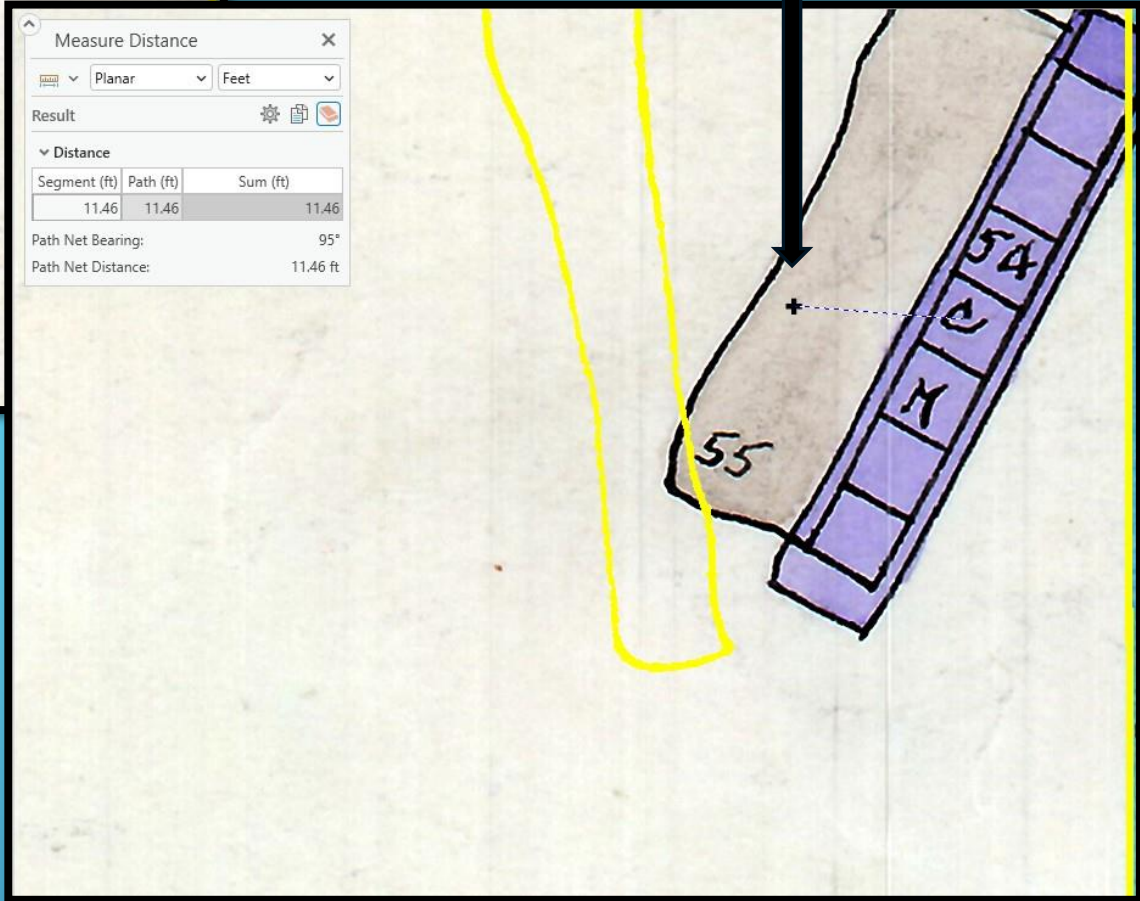 Measure Distance
Planar Feet
Result
Distance
Segment (ft) Path (ft) Sum (ft)
11.46 11.46 11.46
Path Net Bearing: 95°
Path Net Distance: 11.46 ft
54
C
M
55